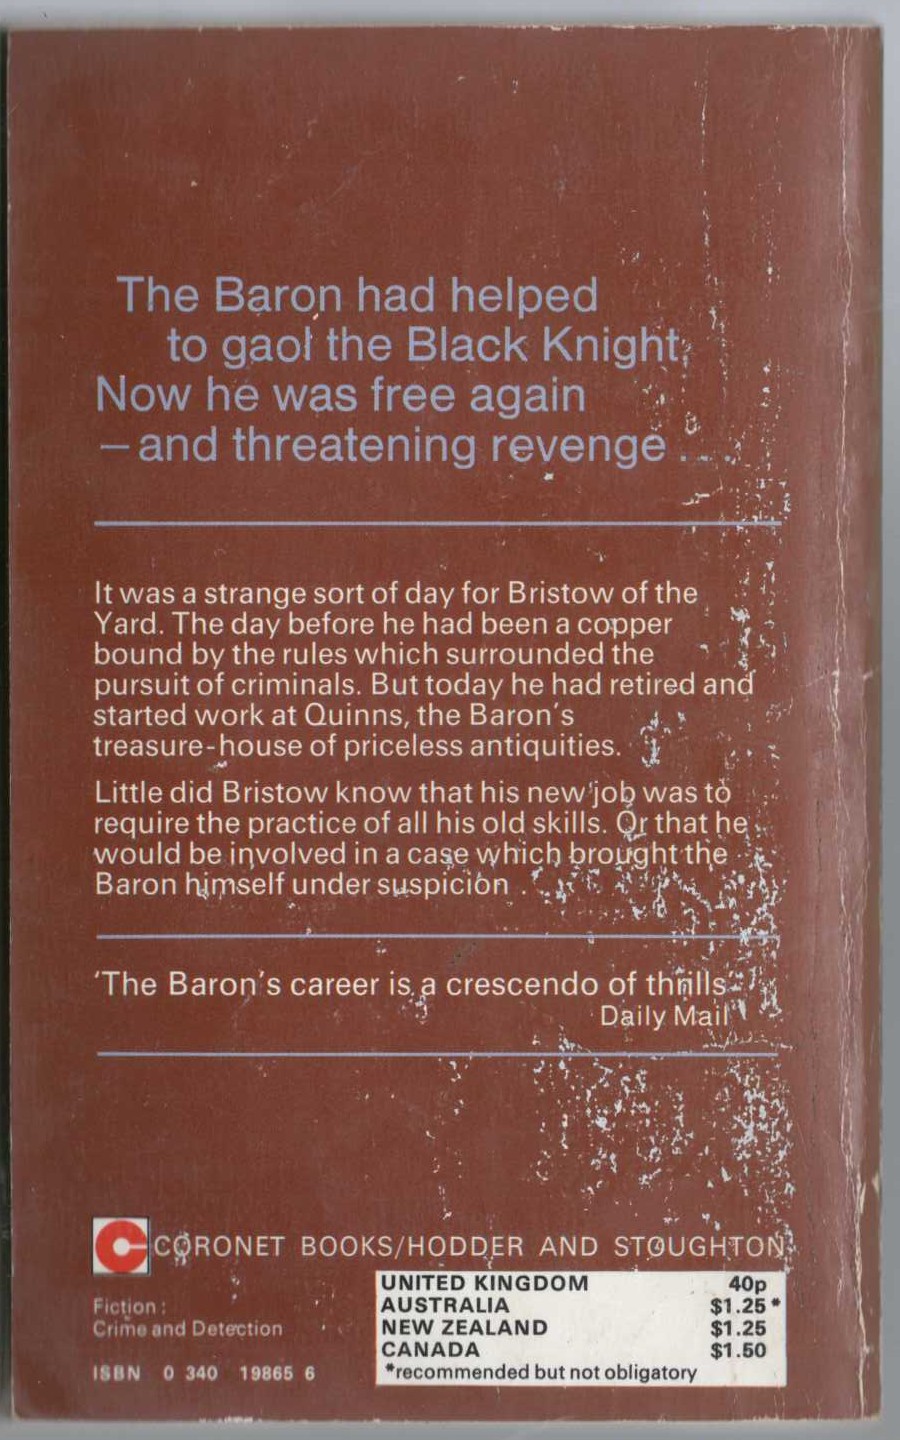 The Baron had helped
to gaol the Black Knight.
Now he was free again
– and threatening revenge . . .
It was a strange sort of day for Bristow of the
Yard. The day before he had been a copper
bound by the rules which surrounded the
pursuit of criminals. But today he had retired and
started work at Quinns, the Baron's
treasure-house of priceless antiquities.
Little did Bristow know that his new job was to
require the practice of all his old skills. Or that he
would be involved in a case which brought the
Baron himself under suspicion .
'The Baron's career is a crescendo of thrills'
Daily Mail
CORONET BOOKS/HODDER AND STOUGHTON
Fiction :
Crime and Detection
ISBN 0 340 19865 6
UNITED KINGDOM 40p
AUSTRALIA $1.25*
NEW ZEALAND $1.25
CANADA $1.50
*recommended but not obligatory